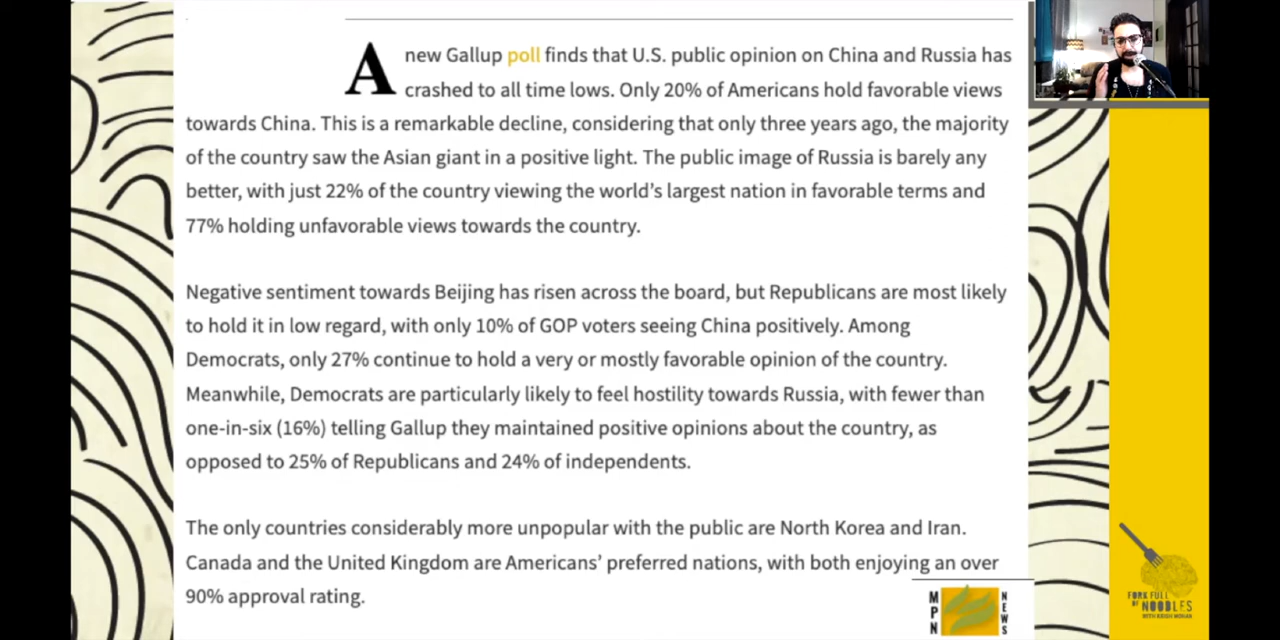 A new Gallup poll finds that U.S. public opinion on China and Russia has
crashed to all time lows. Only 20% of Americans hold favorable views
towards China. This is a remarkable decline, considering that only three years ago, the majority
of the country saw the Asian giant in a positive light. The public image of Russia is barely any
better, with just 22% of the country viewing the world's largest nation in favorable terms and
77% holding unfavorable views towards the country.
Negative sentiment towards Beijing has risen across the board, but Republicans are most likely
to hold it in low regard, with only 10% of GOP voters seeing China positively. Among
Democrats, only 27% continue to hold a very or mostly favorable opinion of the country.
Meanwhile, Democrats are particularly likely to feel hostility towards Russia, with fewer than
one-in-six (16%) telling Gallup they maintained positive opinions about the country, as
opposed to 25% of Republicans and 24% of independents.
The only countries considerably more unpopular with the public are North Korea and Iran.
Canada and the United Kingdom are Americans' preferred nations, with both enjoying an over
90% approval rating.
MPN
NEWS
FORK FULL
OF NOODLES
WITH KRISH MOHAN